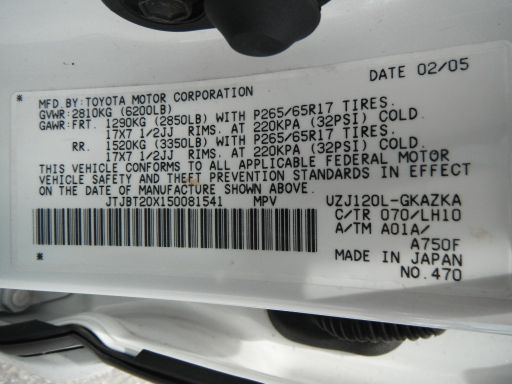 DATE 02/05
MFD.BY:TOYOTA MOTOR CORPORATION
GVWR:2810KG (6200LB)
GAWR:FRT. 1290KG (2850LB) WITH P265/65R17 TIRES.
17X7 1/2JJ RIMS. AT 220KPA (32PSI) COLD.
RR. 1520KG (3350LB) WITH P265/65R17 TIRES.
17X7 1/2JJ RIMS. AT 220KPA (32PSI) COLD.
THIS VEHICLE CONFORMS TO ALL APPLICABLE FEDERAL MOTOR
VEHICLE SAFETY AND THEFT PREVENTION STANDARDS IN EFFECT
ON THE DATE OF MANUFACTURE SHOWN ABOVE.
*JTJBT20X150081541* MPV UZJ120L-GKAZKA
C/TR 070/LH10
A/TM A01A/
A750F
MADE IN JAPAN
NO.470